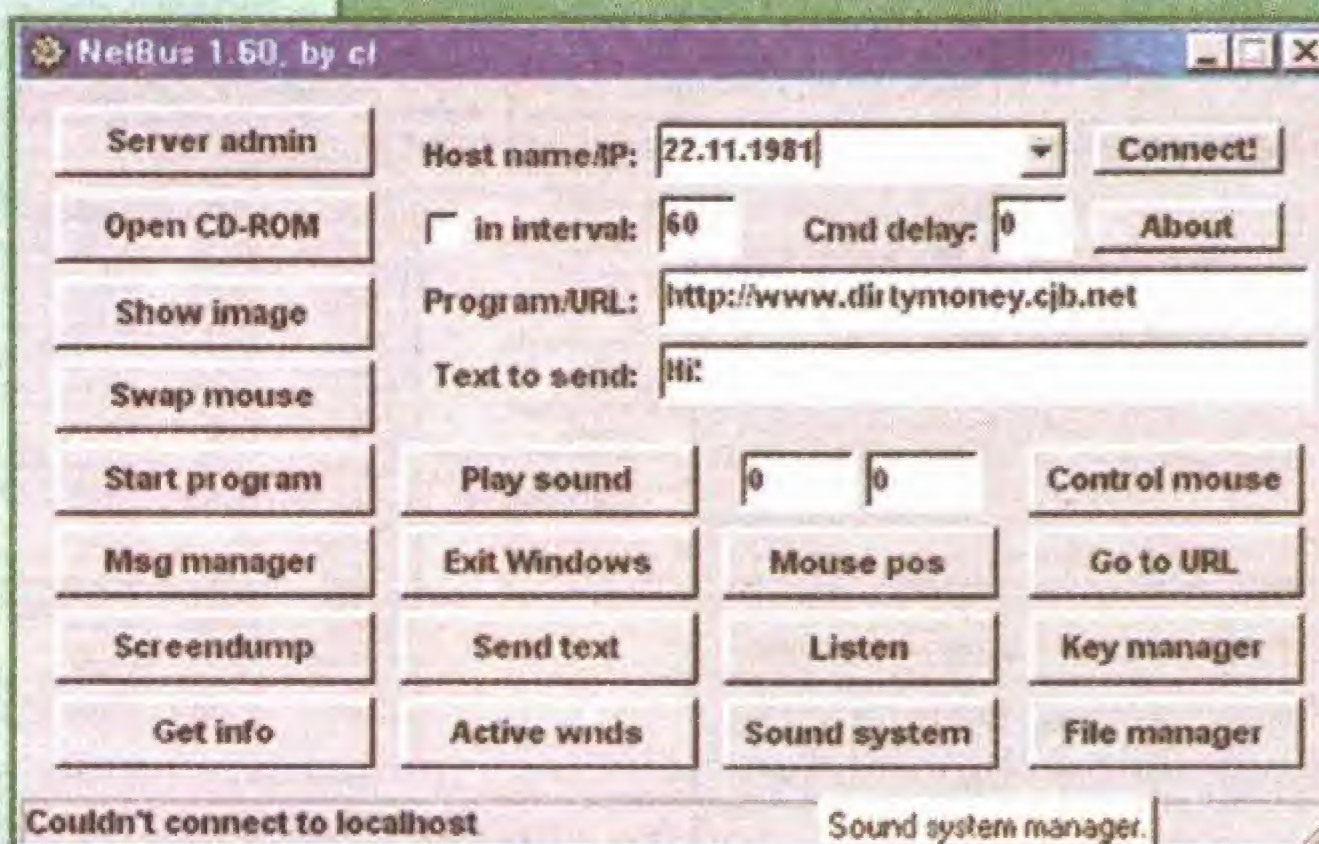 NetBus 1.60, by cf
Server admin
Host name/IP: 22.11.1981 Connect!
Open CD-ROM
in interval: 60 Cmd delay: 0 About
Show image
Program/URL: http://www.dirtymoney.cjb.net
Swap mouse
Text to send: Hi!
Start program Play sound 0 0 Control mouse
Msg manager Exit Windows Mouse pos Go to URL
Screendump Send text Listen Key manager
Get info Active wnds Sound system File manager
Couldn't connect to localhost Sound system manager.